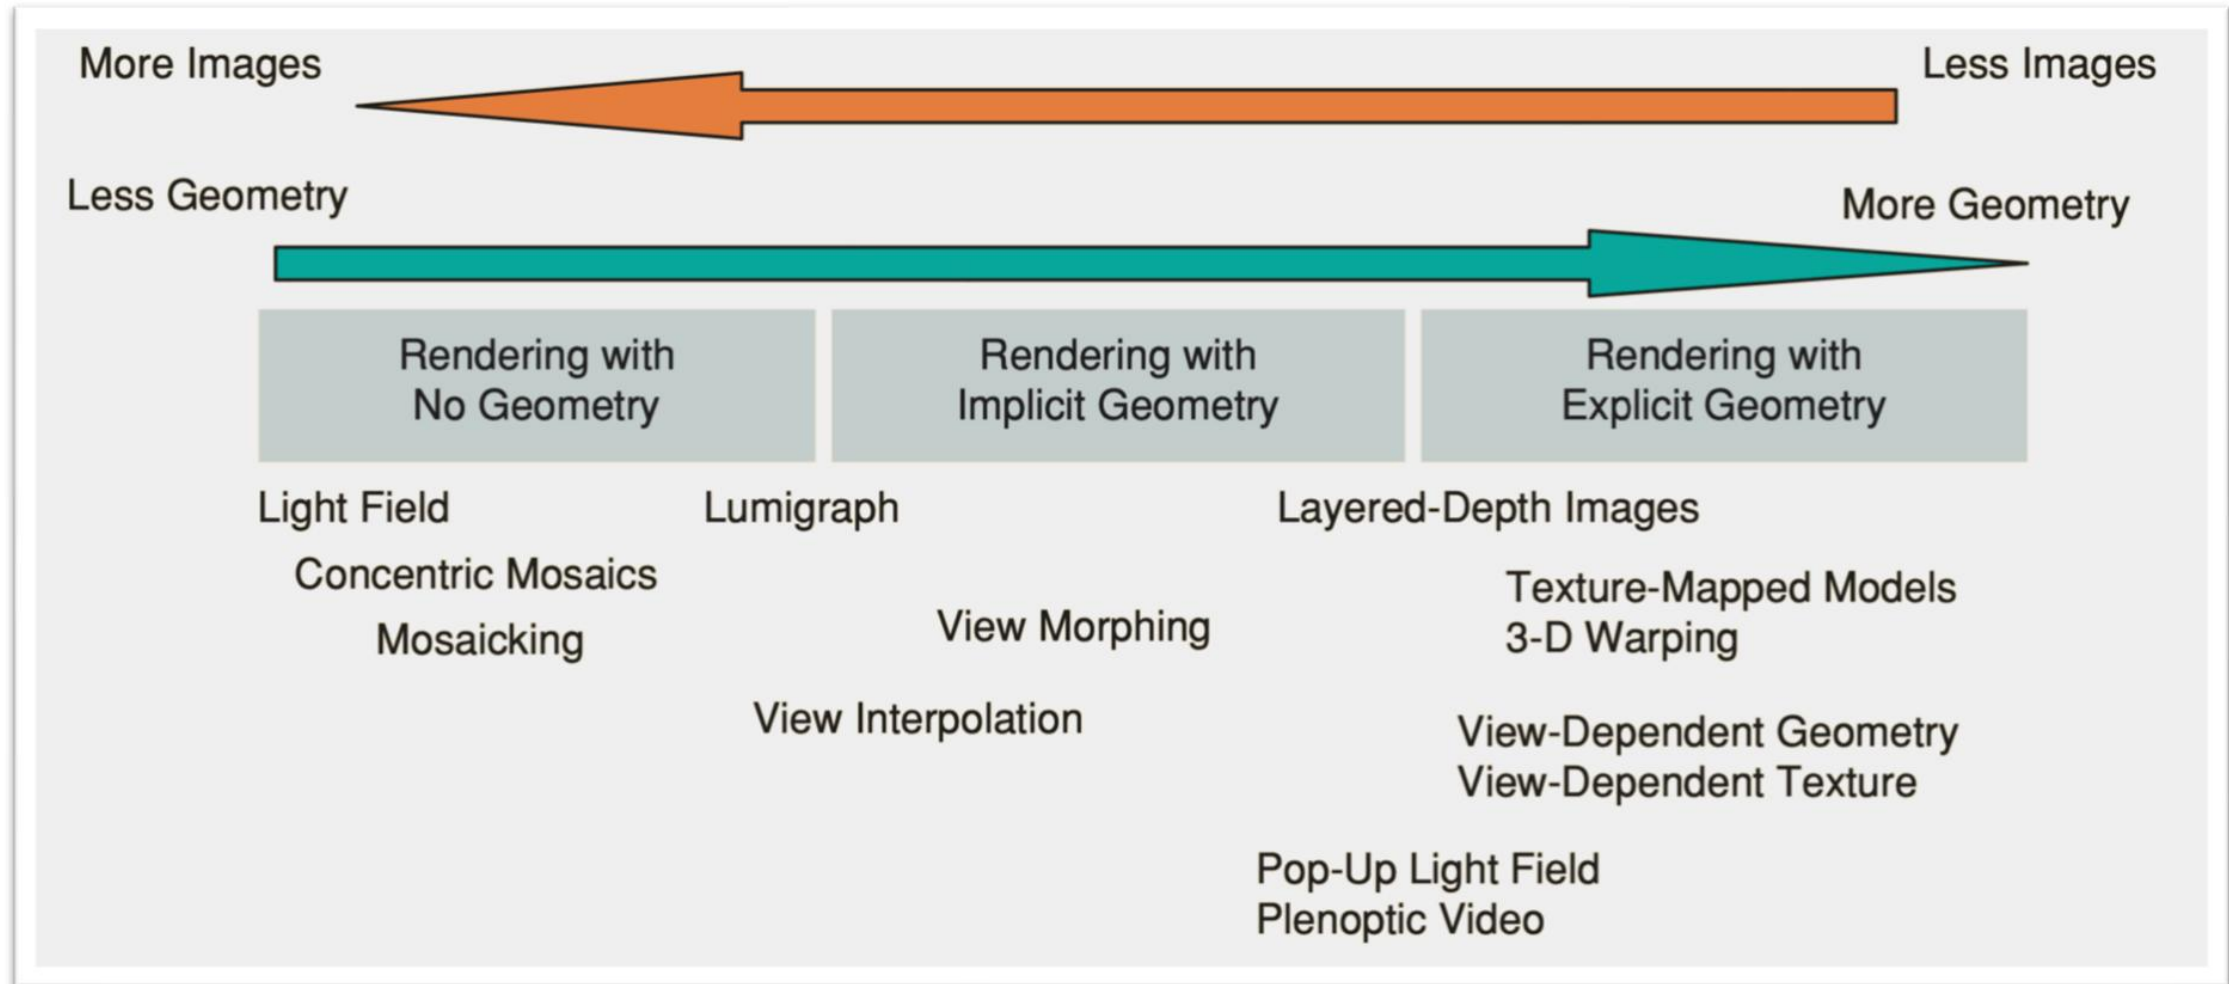 More Images
Less Images
Less Geometry
More Geometry
Rendering with
No Geometry
Rendering with
Implicit Geometry
Rendering with
Explicit Geometry
Light Field
Lumigraph
Layered-Depth Images
Concentric Mosaics
Mosaicking
View Morphing
Texture-Mapped Models
3-D Warping
View Interpolation
View-Dependent Geometry
View-Dependent Texture
Pop-Up Light Field
Plenoptic Video